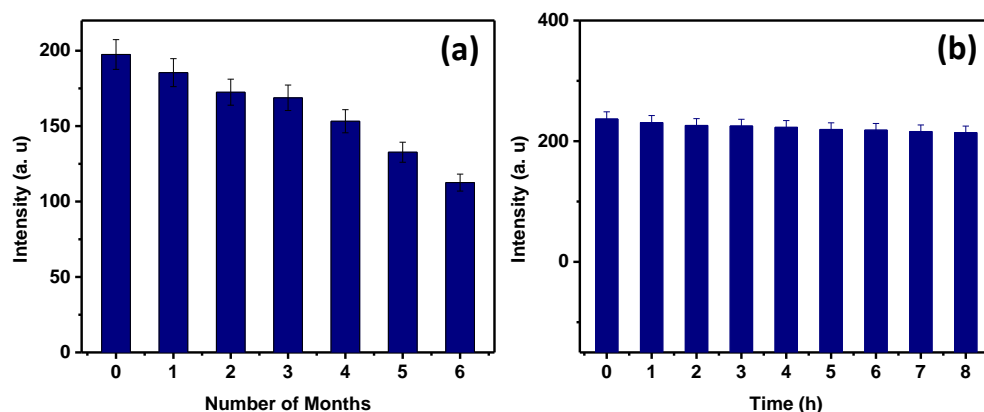 (a)
200
150
100
50
0
Intensity (a. u)
0 1 2 3 4 5 6
Number of Months
(b)
400
200
0
Intensity (a. u)
0 1 2 3 4 5 6 7 8
Time (h)